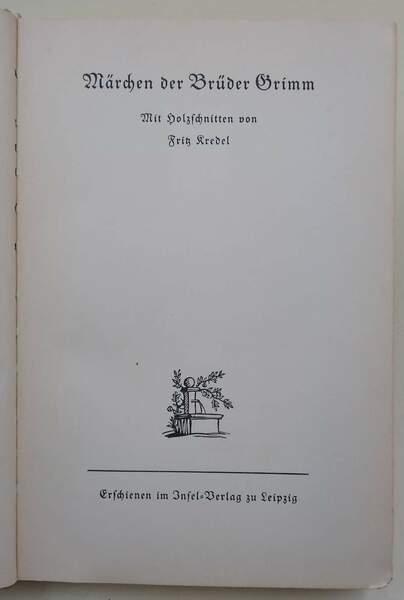 Märchen der Brüder Grimm
Mit Holzschnitten von
Fritz Kredel
Erschienen im Insel-Verlag zu Leipzig